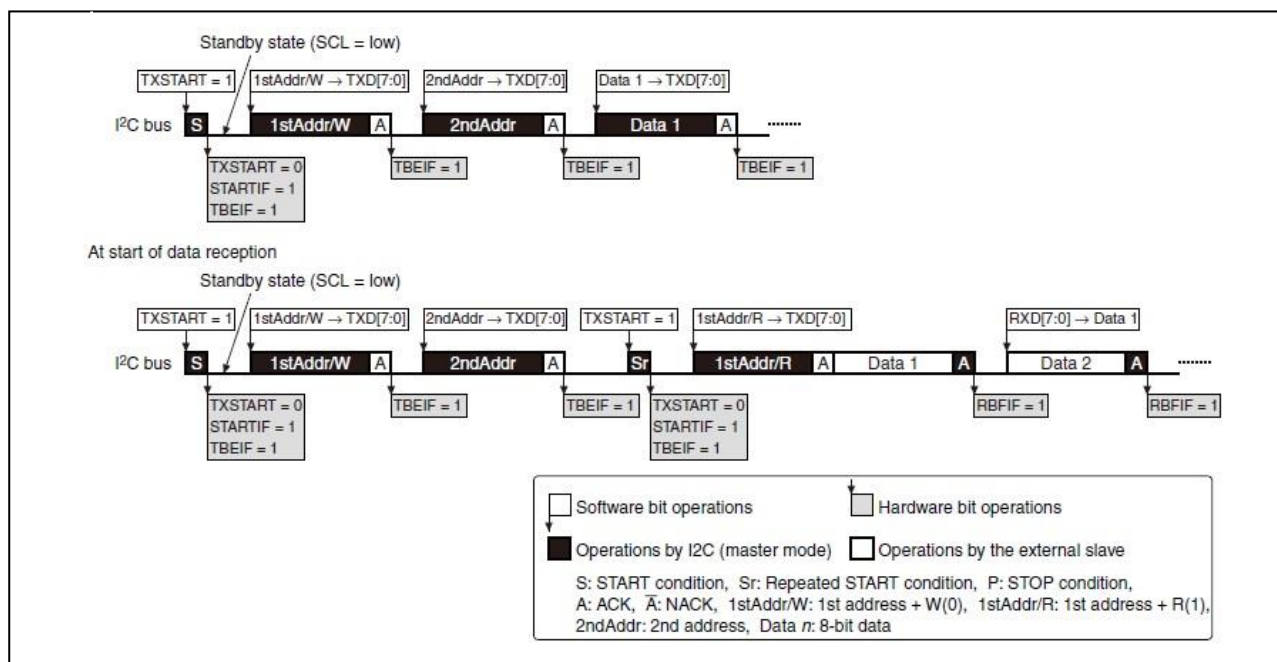 Standby state (SCL = low)
TXSTART = 1 1stAddr/W → TXD[7:0] 2ndAddr → TXD[7:0] Data 1 → TXD[7:0]
I²C bus S 1stAddr/W A 2ndAddr A Data 1 A ........
TXSTART = 0 TBEIF = 1 TBEIF = 1 TBEIF = 1
STARTIF = 1
TBEIF = 1
At start of data reception
Standby state (SCL = low)
TXSTART = 1 1stAddr/W → TXD[7:0] 2ndAddr → TXD[7:0] TXSTART = 1 1stAddr/R → TXD[7:0] RXD[7:0] → Data 1
I²C bus S 1stAddr/W A 2ndAddr A Sr 1stAddr/R A Data 1 A Data 2 A ........
TXSTART = 0 TBEIF = 1 TBEIF = 1 TXSTART = 0 RBFIF = 1 RBFIF = 1
STARTIF = 1 STARTIF = 1
TBEIF = 1 TBEIF = 1
Software bit operations Hardware bit operations
Operations by I2C (master mode) Operations by the external slave
S: START condition, Sr: Repeated START condition, P: STOP condition,
A: ACK, A̅: NACK, 1stAddr/W: 1st address + W(0), 1stAddr/R: 1st address + R(1),
2ndAddr: 2nd address, Data n: 8-bit data